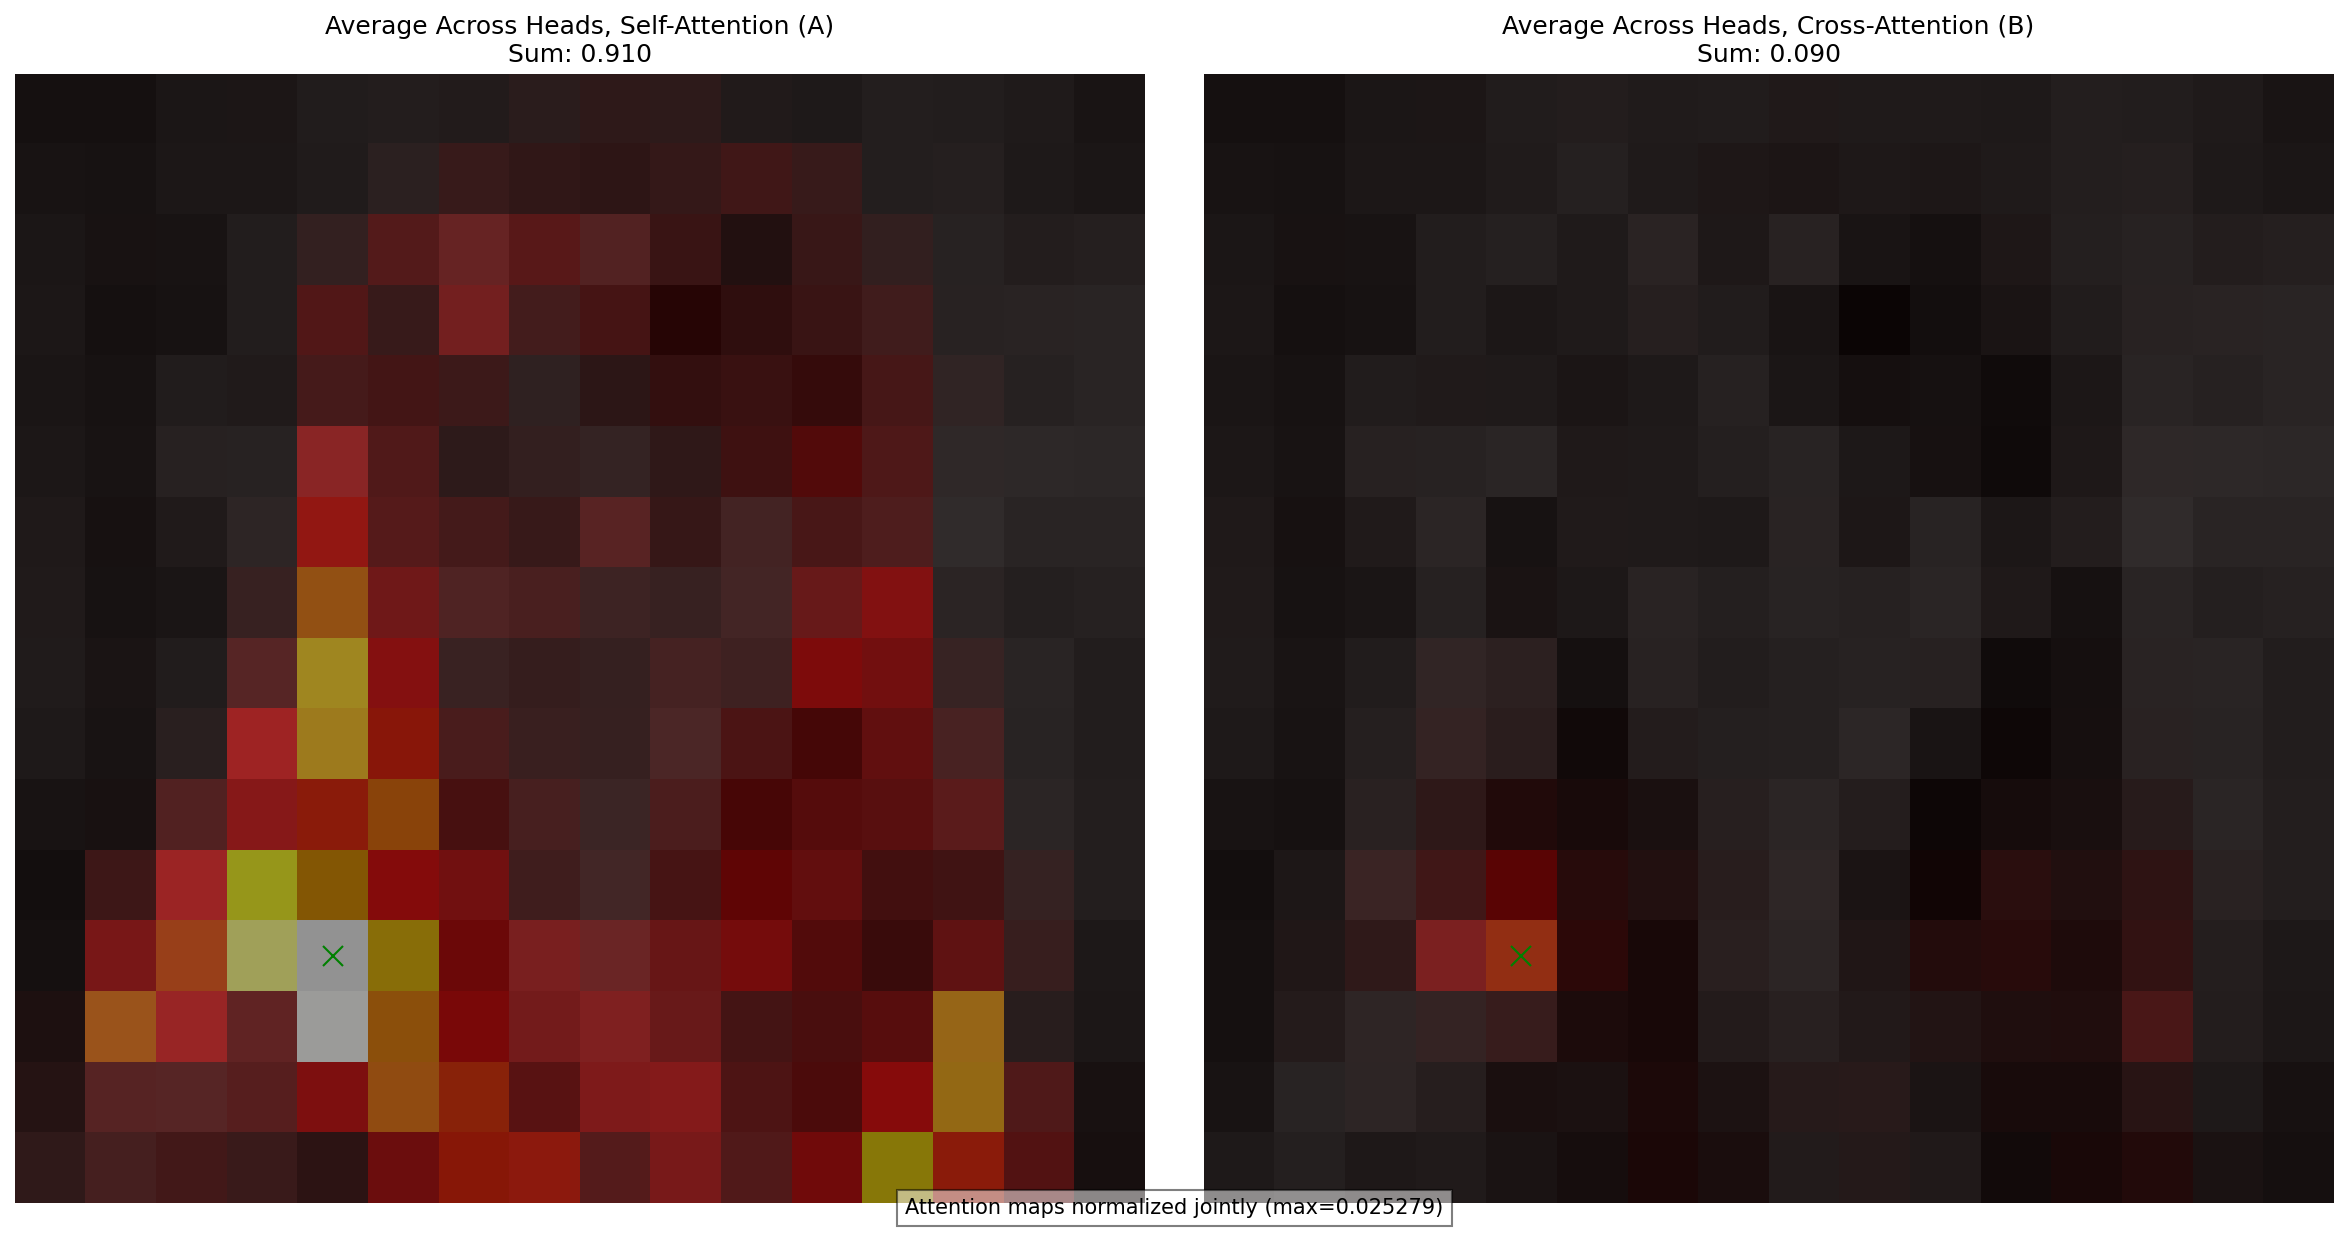 Average Across Heads, Self-Attention (A)
Sum: 0.910
Average Across Heads, Cross-Attention (B)
Sum: 0.090
Attention maps normalized jointly (max=0.025279)